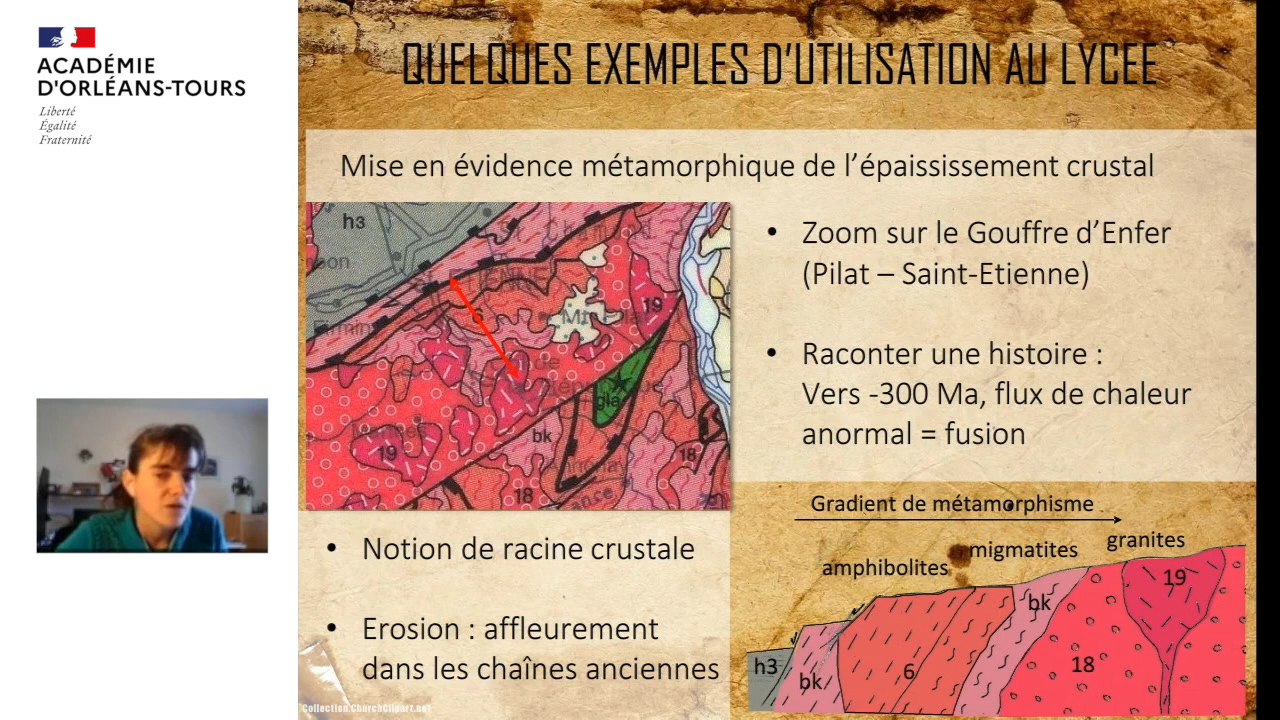 ACADÉMIE
D'ORLÉANS-TOURS
Liberté
Égalité
Fraternité
QUELQUES EXEMPLES D'UTILISATION AU LYCEE
Mise en évidence métamorphique de l'épaississement crustal
h3
6
19
gla
bk
19
18
18
• Zoom sur le Gouffre d'Enfer
(Pilat – Saint-Etienne)
• Raconter une histoire :
Vers -300 Ma, flux de chaleur
anormal = fusion
• Notion de racine crustale
• Erosion : affleurement
dans les chaînes anciennes
Gradient de métamorphisme
amphibolites
migmatites
granites
h3
bk
6
bk
18
19
Collection.ChurchClipart.net